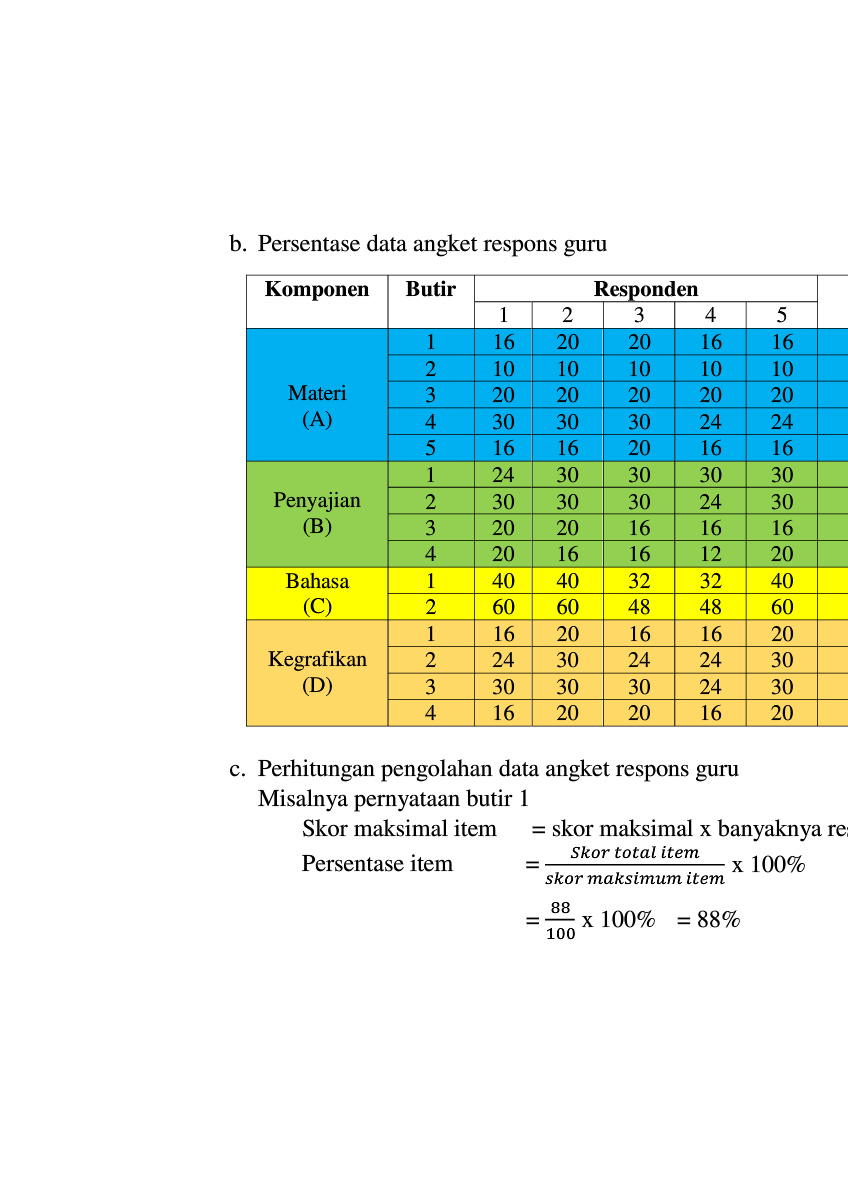 b. Persentase data angket respons guru
Komponen Butir Responden
1 2 3 4 5
Materi (A)
1 16 20 20 16 16
2 10 10 10 10 10
3 20 20 20 20 20
4 30 30 30 24 24
5 16 16 20 16 16
Penyajian (B)
1 24 30 30 30 30
2 30 30 30 24 30
3 20 20 16 16 16
4 20 16 16 12 20
Bahasa (C)
1 40 40 32 32 40
2 60 60 48 48 60
Kegrafikan (D)
1 16 20 16 16 20
2 24 30 24 24 30
3 30 30 30 24 30
4 16 20 20 16 20
c. Perhitungan pengolahan data angket respons guru
Misalnya pernyataan butir 1
Skor maksimal item = skor maksimal x banyaknya
Persentase item = Skor total item / skor maksimum item x 100%
= 88/100 x 100% = 88%